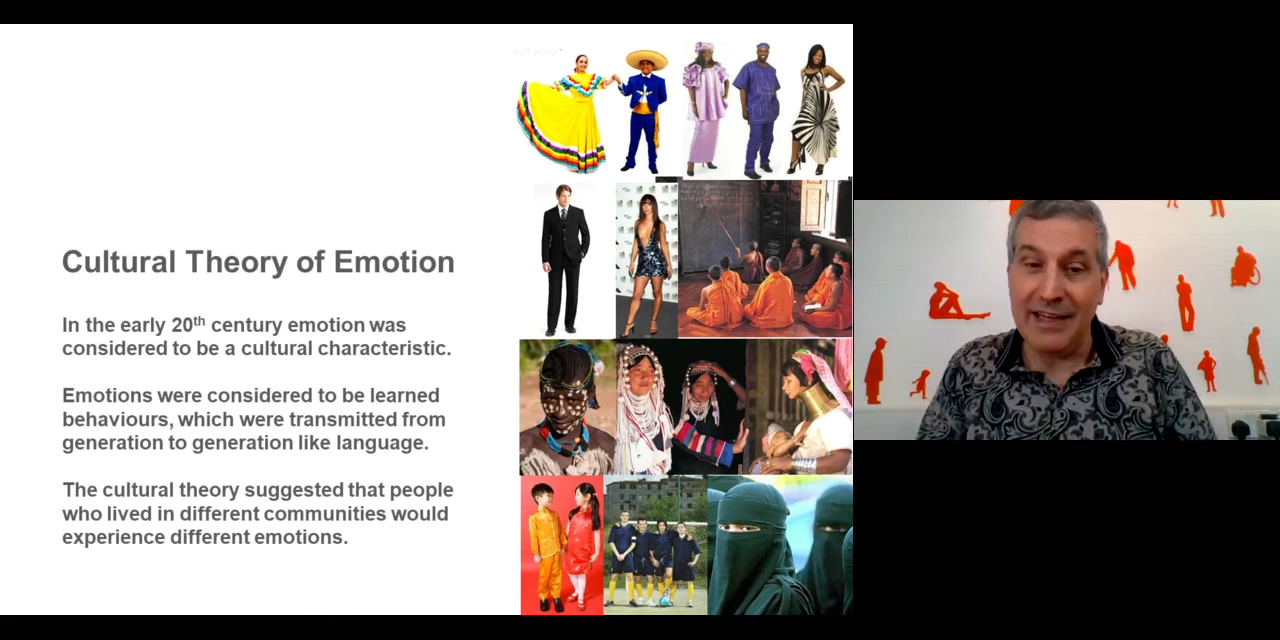 Cultural Theory of Emotion
In the early 20th century emotion was
considered to be a cultural characteristic.
Emotions were considered to be learned
behaviours, which were transmitted from
generation to generation like language.
The cultural theory suggested that people
who lived in different communities would
experience different emotions.